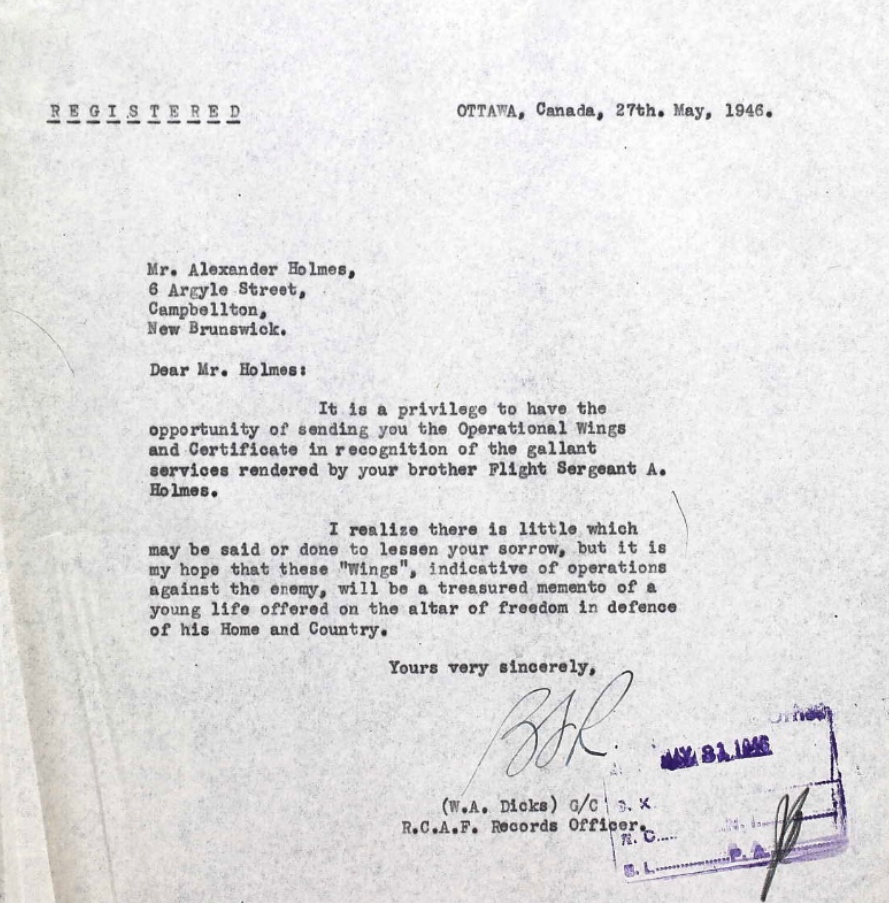 REGISTERED
OTTAWA, Canada, 27th. May, 1946.
Mr. Alexander Holmes,
6 Argyle Street,
Campbellton,
New Brunswick.
Dear Mr. Holmes:
It is a privilege to have the
opportunity of sending you the Operational Wings
and Certificate in recognition of the gallant
services rendered by your brother Flight Sergeant A.
Holmes.
I realize there is little which
may be said or done to lessen your sorrow, but it is
my hope that these "Wings", indicative of operations
against the enemy, will be a treasured memento of a
young life offered on the altar of freedom in defence
of his Home and Country.
Yours very sincerely,
MAY 31 1946
(W.A. Dicks) G/C
R.C.A.F. Records Officer.
P. A.